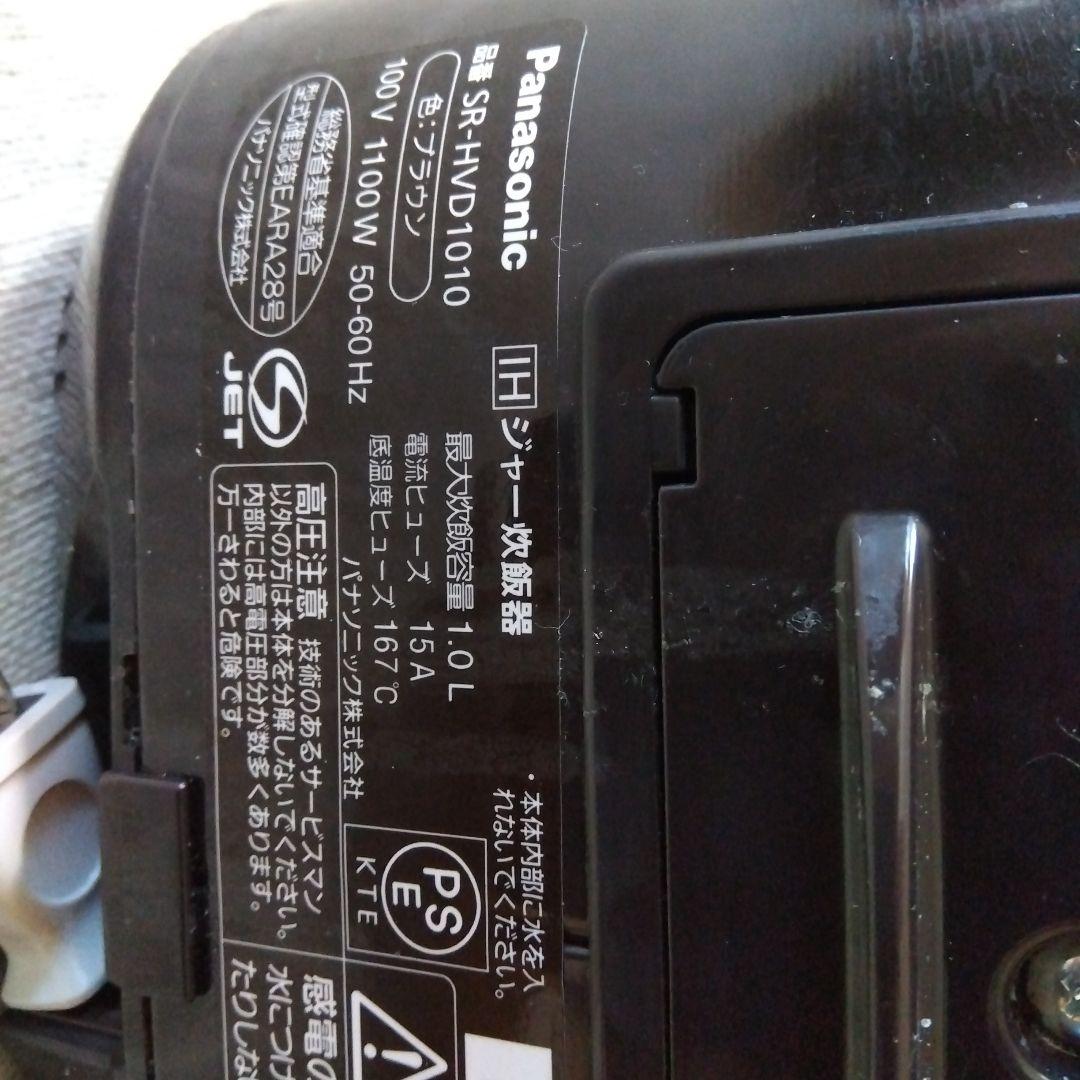 Panasonic
IHジャー炊飯器
品番 SR-HVD1010
色:ブラウン
100V 1100W 50-60Hz
最大炊飯容量 1.0L
電流ヒューズ 15A
底温度ヒューズ 167℃
パナソニック株式会社
総務省基準適合
型式確認第EARA28号
パナソニック株式会社
JET
・本体内部に水を入
れないでください。
PS
E
KTE
高圧注意 技術のあるサービスマン
以外の方は本体を分解しないでください。
内部には高電圧部分が数多くあります。
万一さわると危険です。
感電の
水につけ
たりしない